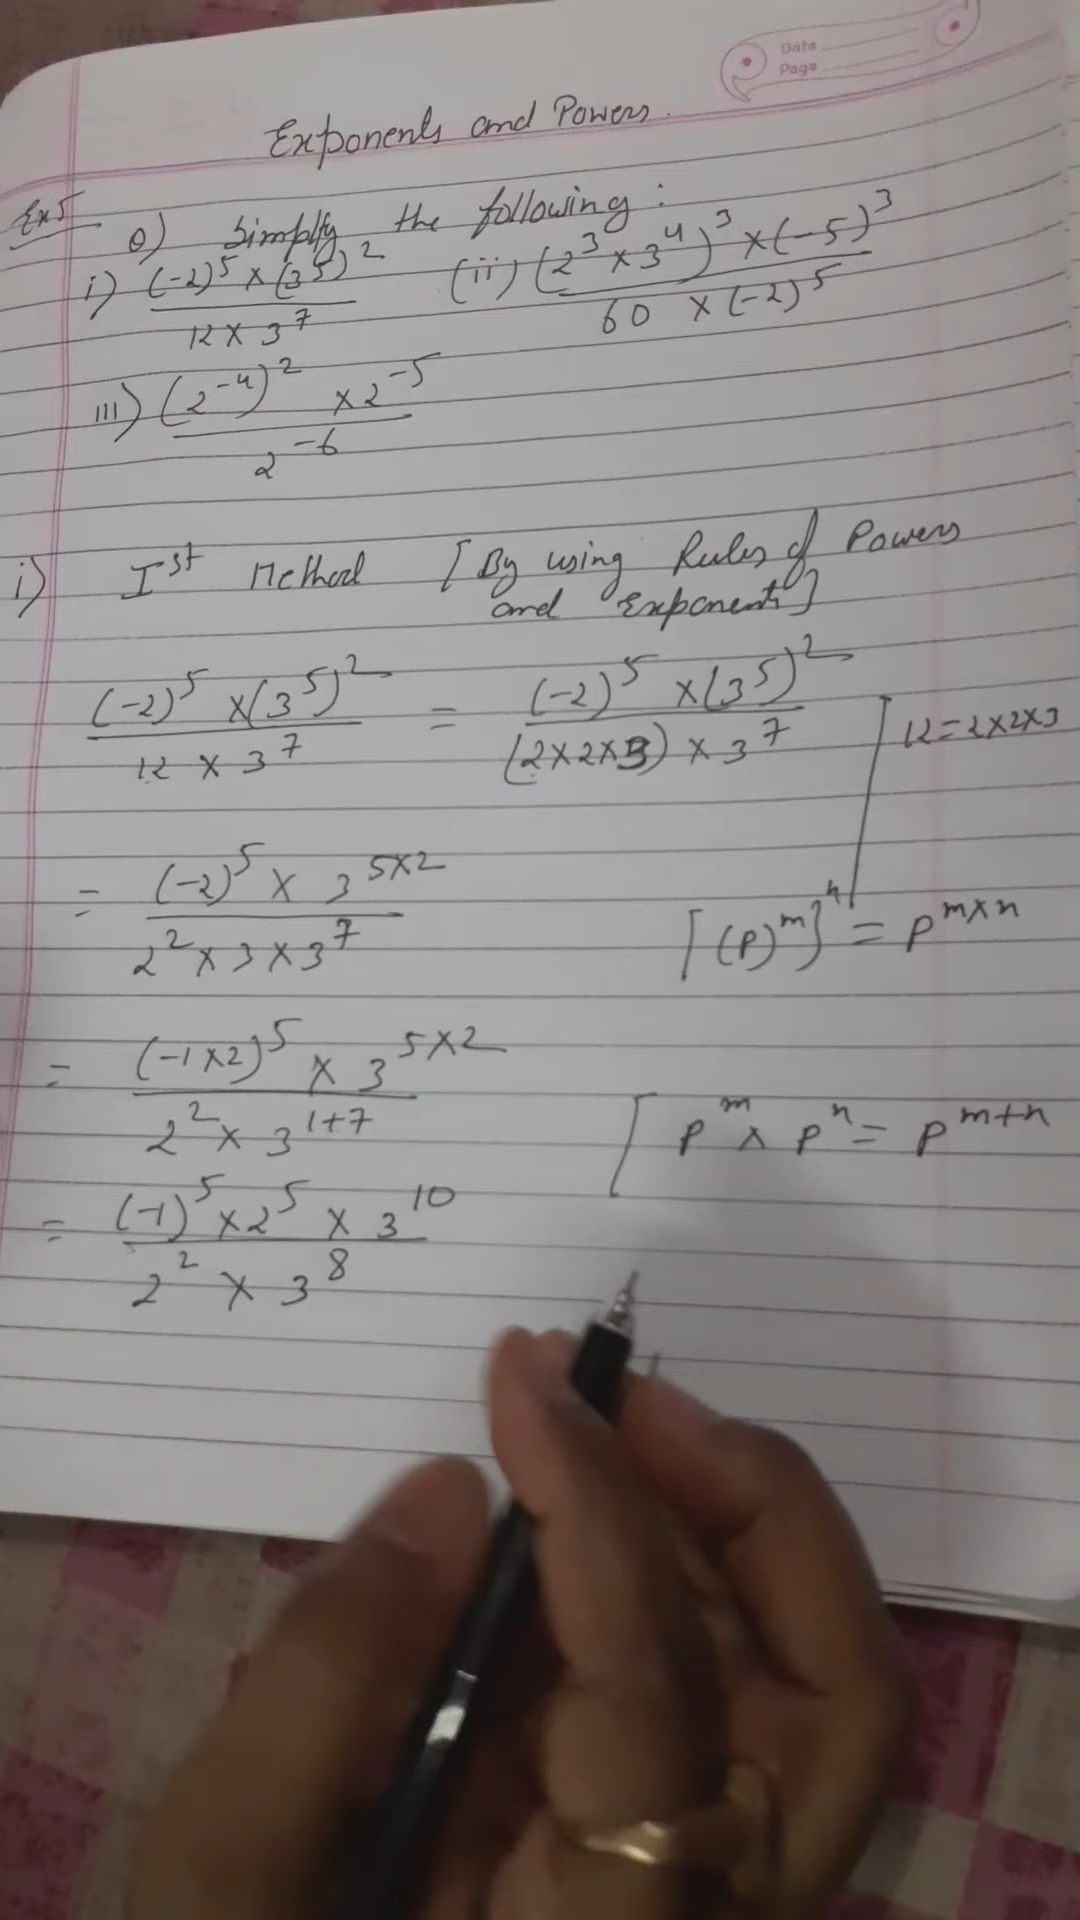 Date
Page
Exponents and Powers.
Ex 5
Q) Simplfy the following :
i) (-2)^5 × (3^5)^2 / 12 × 3^7 (ii) (2^3 × 3^4)^3 × (-5)^3 / 60 × (-2)^5
iii) (2^-4)^2 × 2^-5 / 2^-6
i) Ist Method [By using Rules of Powers
and Exponents]
(-2)^5 × (3^5)^2 / 12 × 3^7 = (-2)^5 × (3^5)^2 / (2×2×3) × 3^7 12 = 2×2×3
= (-2)^5 × 3^5×2 / 2^2 × 3 × 3^7 [(P)^m]^n = P^m×n
= (-1×2)^5 × 3^5×2 / 2^2 × 3^1+7 [ P^m × P^n = P^m+n
= (-1)^5 × 2^5 × 3^10 / 2^2 × 3^8